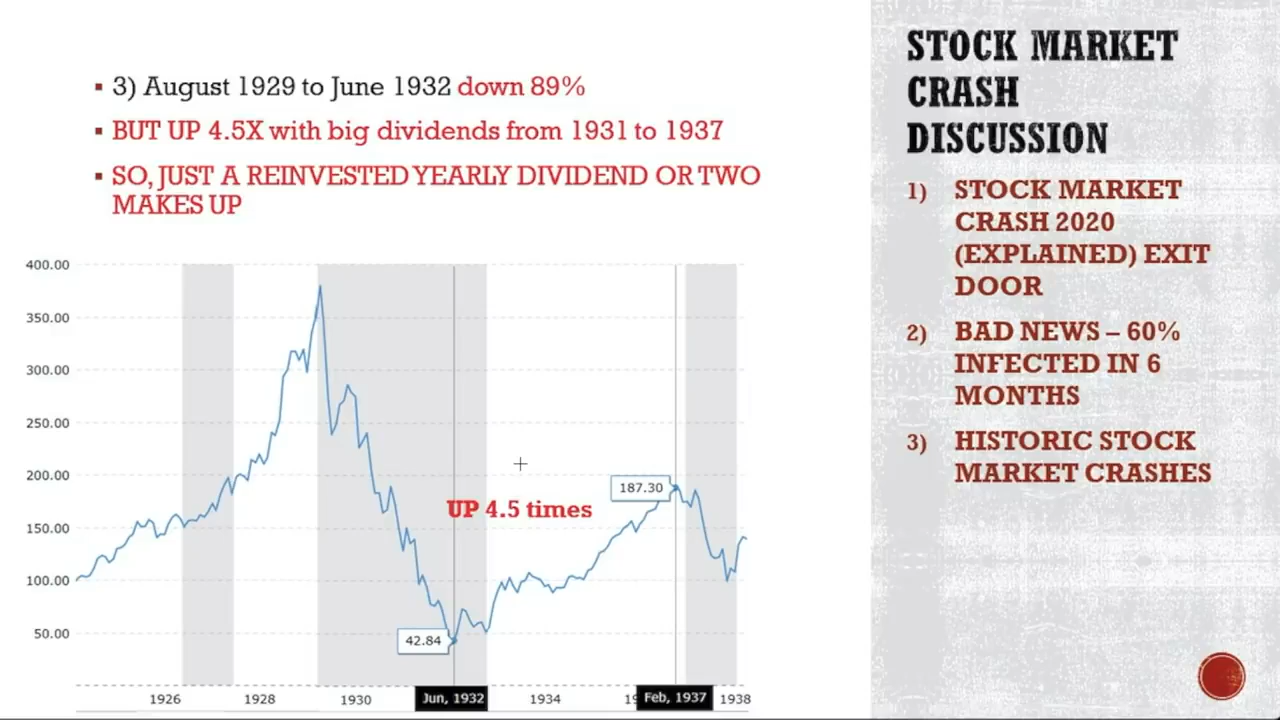 3) August 1929 to June 1932 down 89%
BUT UP 4.5X with big dividends from 1931 to 1937
SO, JUST A REINVESTED YEARLY DIVIDEND OR TWO
MAKES UP
400.00
350.00
300.00
250.00
200.00
150.00
100.00
50.00
187.30
UP 4.5 times
42.84
1926
1928
1930
Jun, 1932
1934
Feb, 1937
1938
STOCK MARKET
CRASH
DISCUSSION
1) STOCK MARKET
CRASH 2020
(EXPLAINED) EXIT
DOOR
2) BAD NEWS – 60%
INFECTED IN 6
MONTHS
3) HISTORIC STOCK
MARKET CRASHES